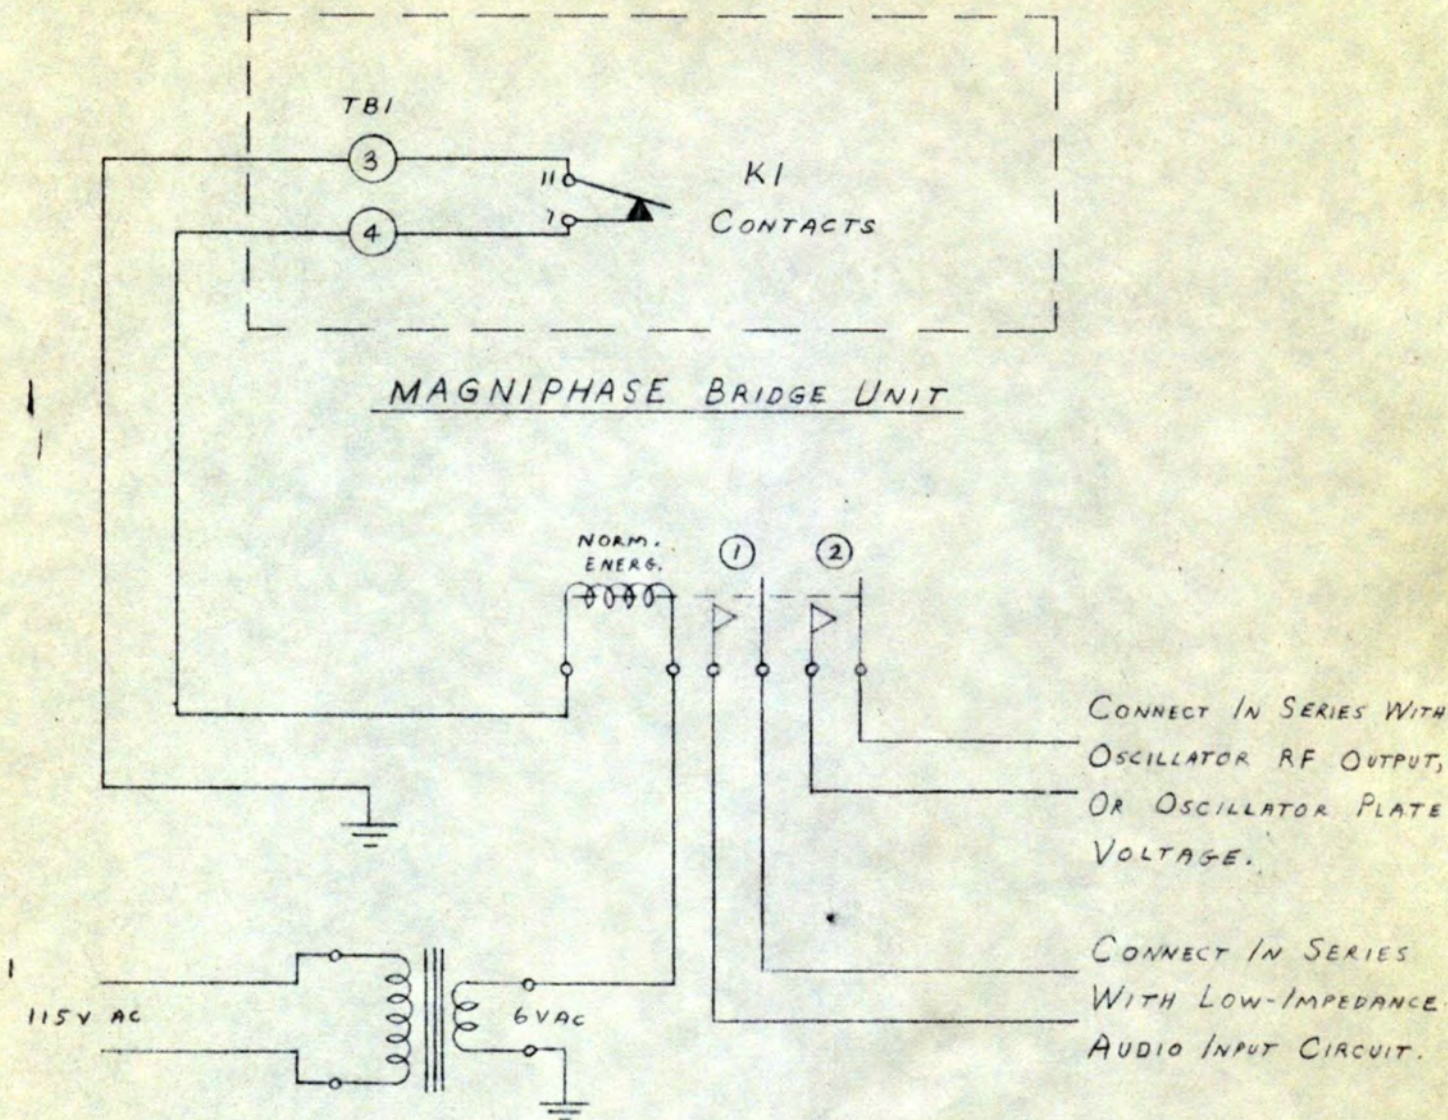 TB1
3
11
K1
7
CONTACTS
4
MAGNIPHASE BRIDGE UNIT
NORM.
ENERG.
1
2
CONNECT IN SERIES WITH
OSCILLATOR RF OUTPUT,
OR OSCILLATOR PLATE
VOLTAGE.
115V AC
6VAC
CONNECT IN SERIES
WITH LOW-IMPEDANCE
AUDIO INPUT CIRCUIT.